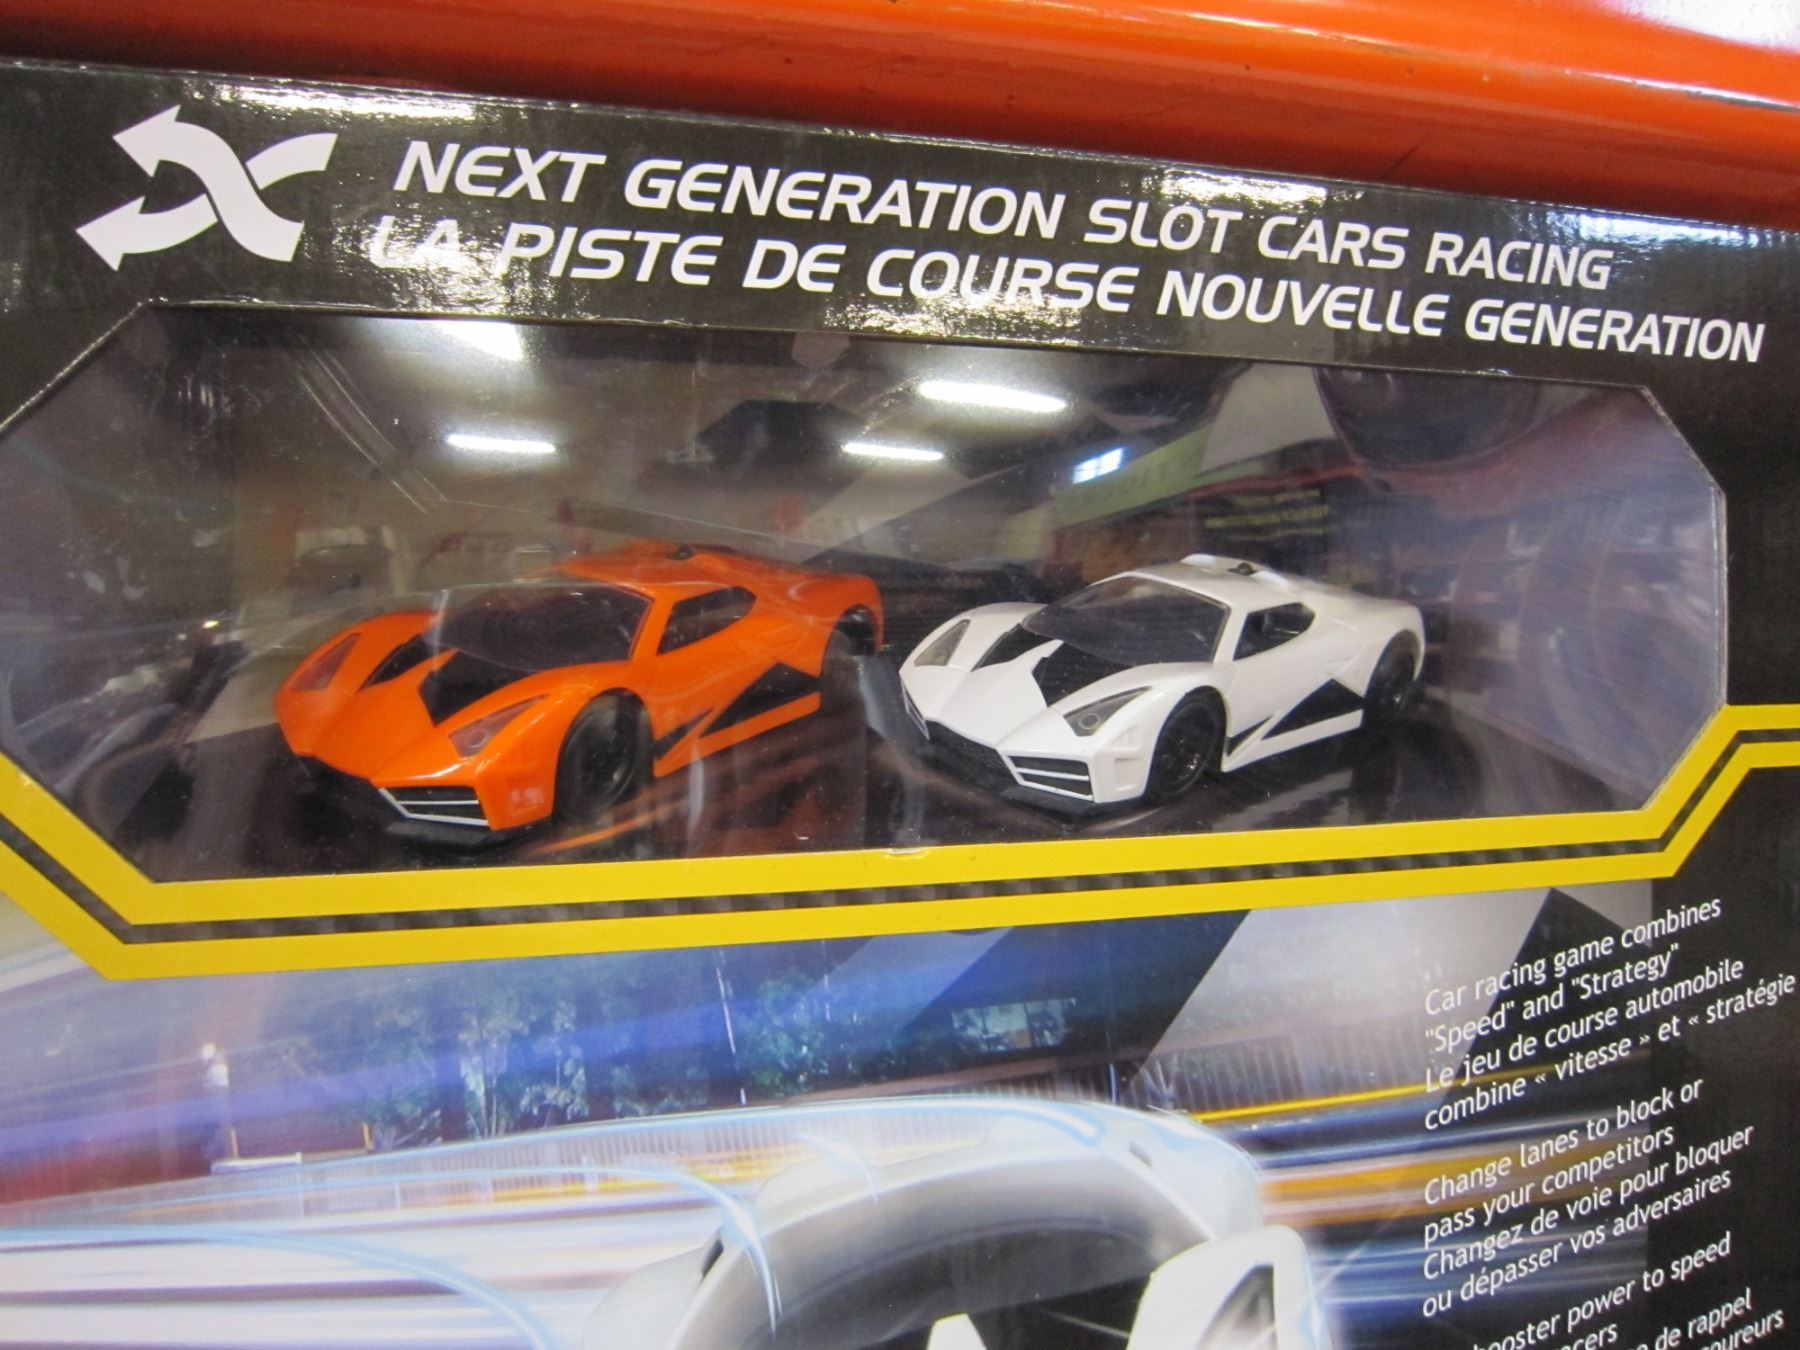 NEXT GENERATION SLOT CARS RACING
LA PISTE DE COURSE NOUVELLE GENERATION
Car racing game combines
"Speed" and "Strategy"
Le jeu de course automobile
combine « vitesse » et « stratégie
Change lanes to block or
pass your competitors
Changez de voie pour bloquer
ou dépasser vos adversaires
booster power to speed
de rappel